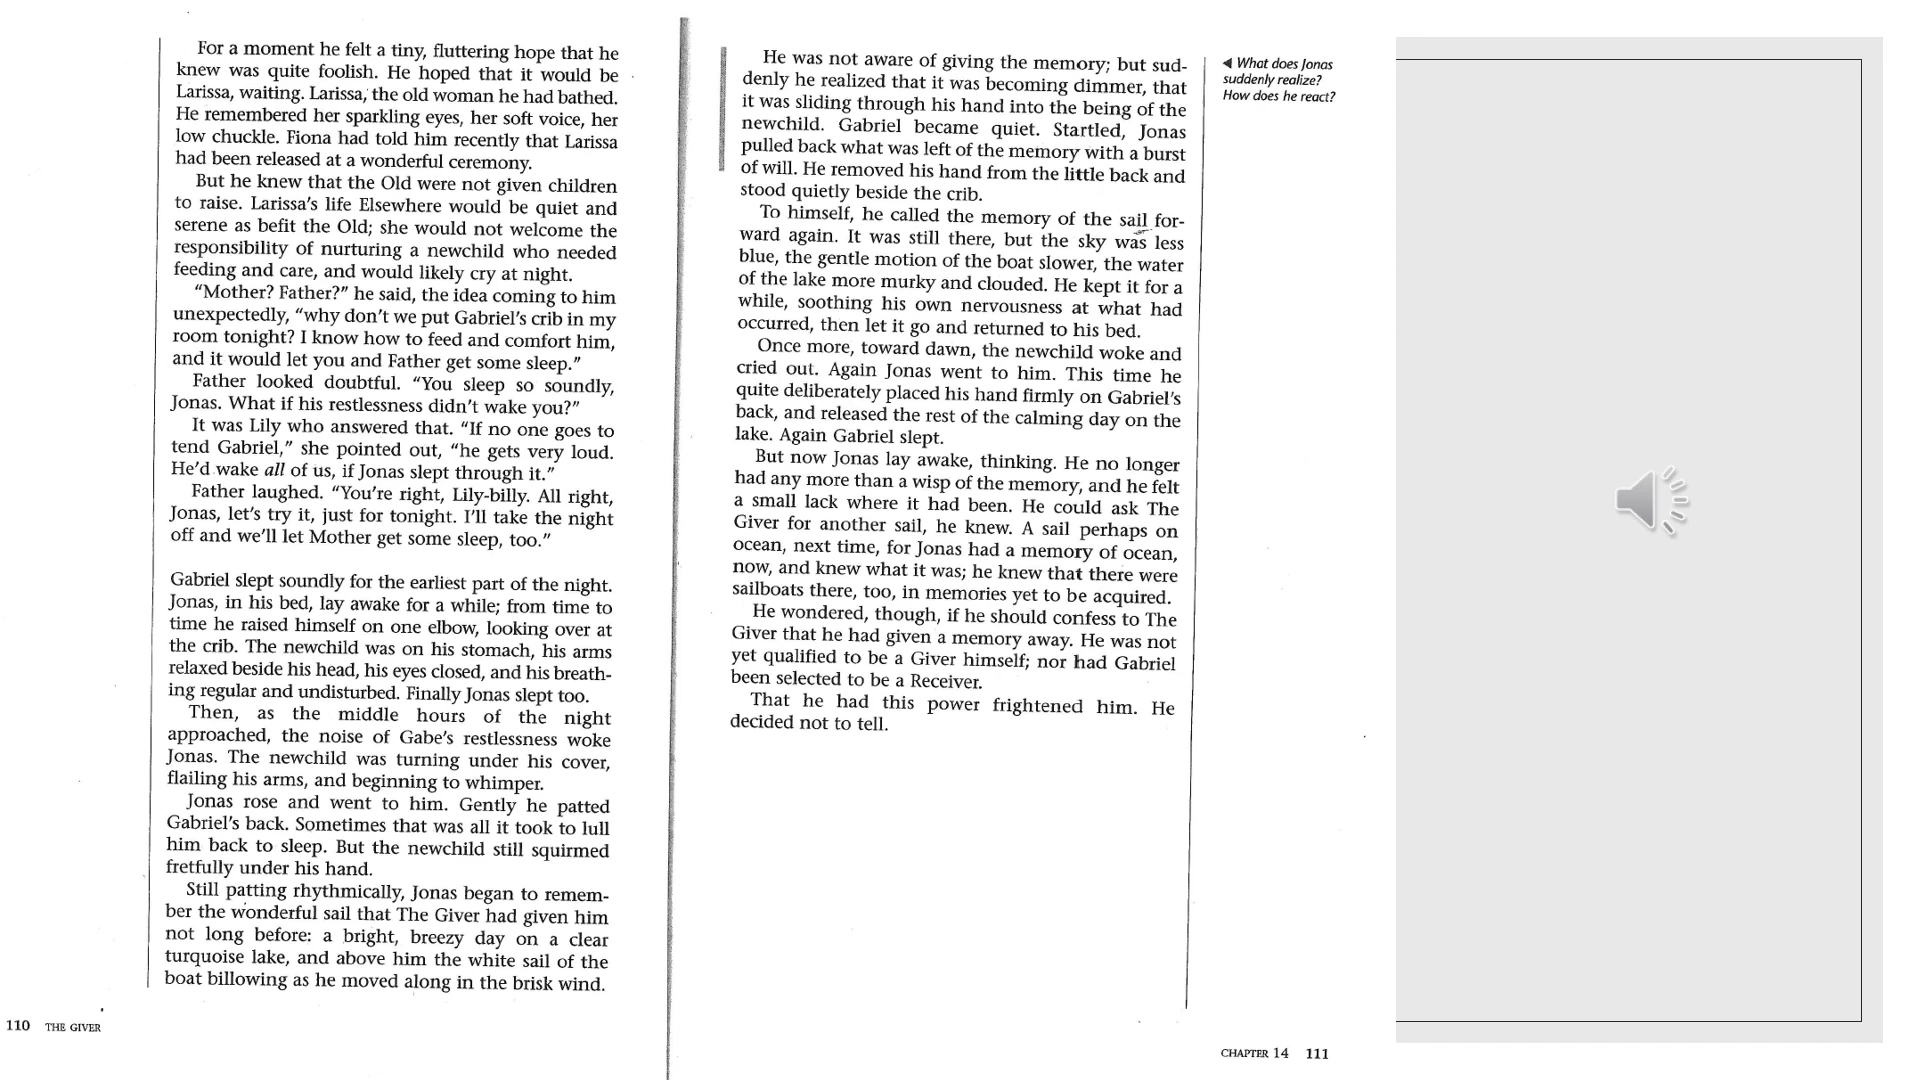 For a moment he felt a tiny, fluttering hope that he
knew was quite foolish. He hoped that it would be
Larissa, waiting. Larissa, the old woman he had bathed.
He remembered her sparkling eyes, her soft voice, her
low chuckle. Fiona had told him recently that Larissa
had been released at a wonderful ceremony.
But he knew that the Old were not given children
to raise. Larissa's life Elsewhere would be quiet and
serene as befit the Old; she would not welcome the
responsibility of nurturing a newchild who needed
feeding and care, and would likely cry at night.
"Mother? Father?" he said, the idea coming to him
unexpectedly, "why don't we put Gabriel's crib in my
room tonight? I know how to feed and comfort him,
and it would let you and Father get some sleep."
Father looked doubtful. "You sleep so soundly,
Jonas. What if his restlessness didn't wake you?"
It was Lily who answered that. "If no one goes to
tend Gabriel," she pointed out, "he gets very loud.
He'd wake all of us, if Jonas slept through it."
Father laughed. "You're right, Lily-billy. All right,
Jonas, let's try it, just for tonight. I'll take the night
off and we'll let Mother get some sleep, too."
Gabriel slept soundly for the earliest part of the night.
Jonas, in his bed, lay awake for a while; from time to
time he raised himself on one elbow, looking over at
the crib. The newchild was on his stomach, his arms
relaxed beside his head, his eyes closed, and his breath-
ing regular and undisturbed. Finally Jonas slept too.
Then, as the middle hours of the night
approached, the noise of Gabe's restlessness woke
Jonas. The newchild was turning under his cover,
flailing his arms, and beginning to whimper.
Jonas rose and went to him. Gently he patted
Gabriel's back. Sometimes that was all it took to lull
him back to sleep. But the newchild still squirmed
fretfully under his hand.
Still patting rhythmically, Jonas began to remem-
ber the wonderful sail that The Giver had given him
not long before: a bright, breezy day on a clear
turquoise lake, and above him the white sail of the
boat billowing as he moved along in the brisk wind.
110 THE GIVER
He was not aware of giving the memory; but sud-
denly he realized that it was becoming dimmer, that
it was sliding through his hand into the being of the
newchild. Gabriel became quiet. Startled, Jonas
pulled back what was left of the memory with a burst
of will. He removed his hand from the little back and
stood quietly beside the crib.
To himself, he called the memory of the sail for-
ward again. It was still there, but the sky was less
blue, the gentle motion of the boat slower, the water
of the lake more murky and clouded. He kept it for a
while, soothing his own nervousness at what had
occurred, then let it go and returned to his bed.
Once more, toward dawn, the newchild woke and
cried out. Again Jonas went to him. This time he
quite deliberately placed his hand firmly on Gabriel's
back, and released the rest of the calming day on the
lake. Again Gabriel slept.
But now Jonas lay awake, thinking. He no longer
had any more than a wisp of the memory, and he felt
a small lack where it had been. He could ask The
Giver for another sail, he knew. A sail perhaps on
ocean, next time, for Jonas had a memory of ocean,
now, and knew what it was; he knew that there were
sailboats there, too, in memories yet to be acquired.
He wondered, though, if he should confess to The
Giver that he had given a memory away. He was not
yet qualified to be a Giver himself; nor had Gabriel
been selected to be a Receiver.
That he had this power frightened him. He
decided not to tell.
◄ What does Jonas
suddenly realize?
How does he react?
CHAPTER 14 111